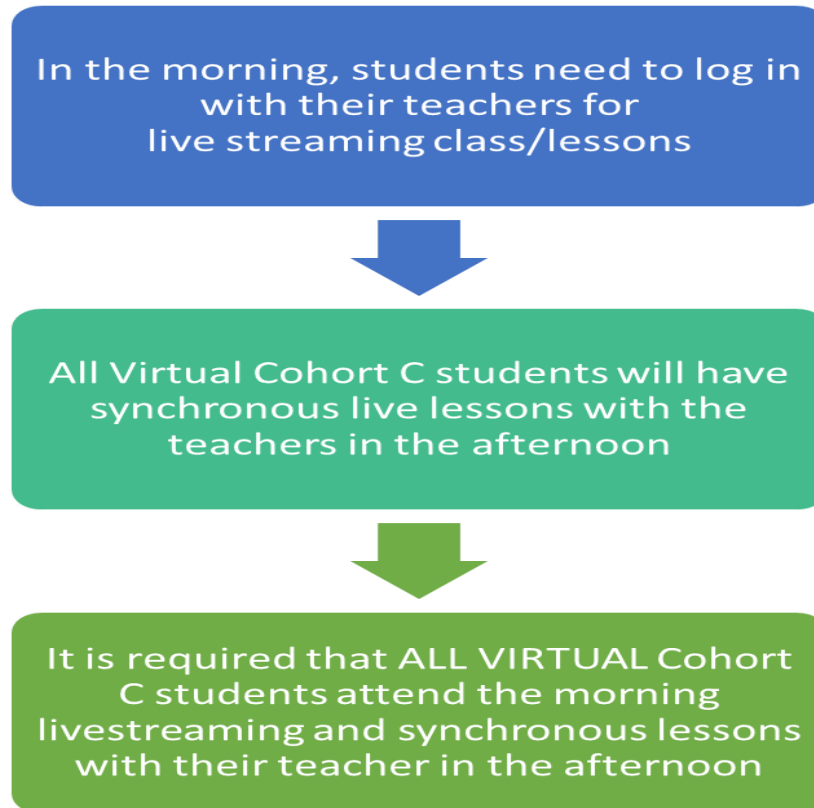 In the morning, students need to log in
with their teachers for
live streaming class/lessons
All Virtual Cohort C students will have
synchronous live lessons with the
teachers in the afternoon
It is required that ALL VIRTUAL Cohort
C students attend the morning
livestreaming and synchronous lessons
with their teacher in the afternoon